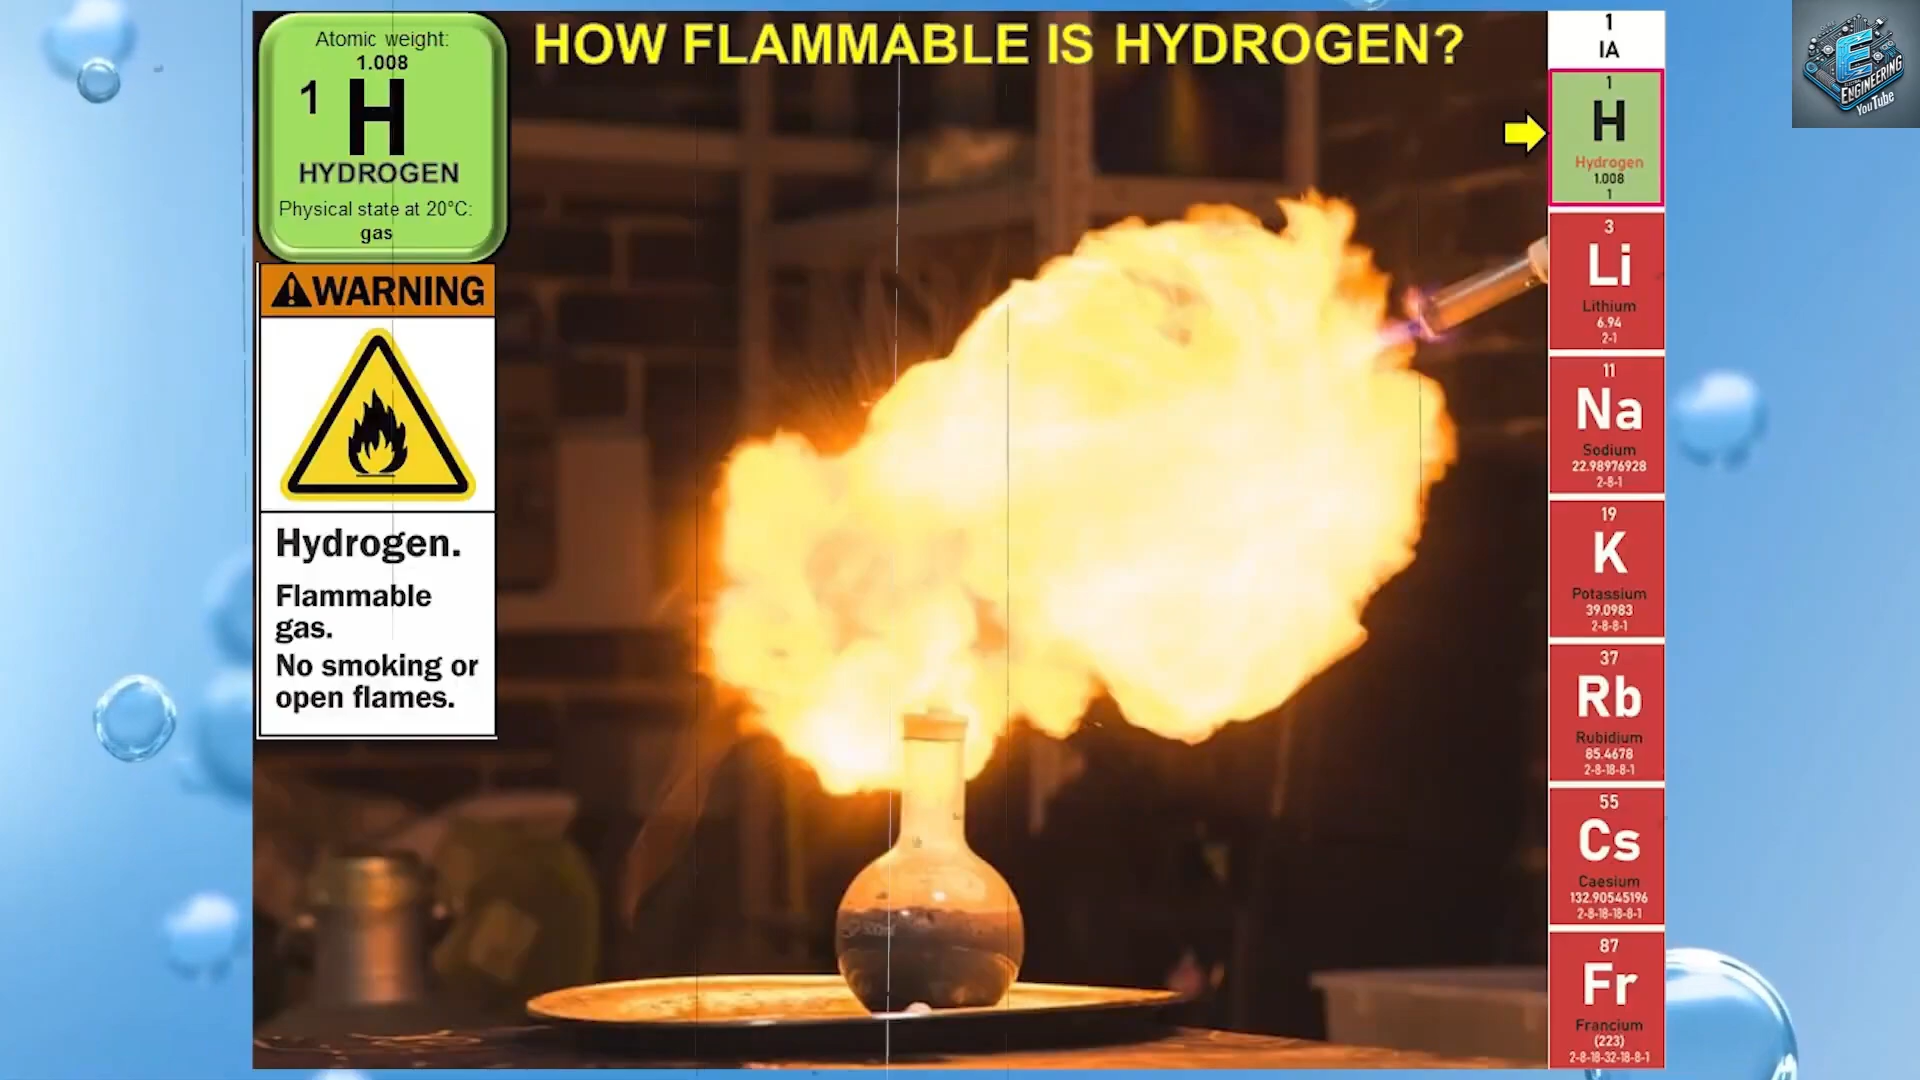 HOW FLAMMABLE IS HYDROGEN?
Atomic weight:
1.008
1
H
HYDROGEN
Physical state at 20°C:
gas
WARNING
Hydrogen.
Flammable
gas.
No smoking or
open flames.
1
IA
1
H
Hydrogen
1.008
1
3
Li
Lithium
6.94
2-1
11
Na
Sodium
22.98976928
2-8-1
19
K
Potassium
39.0983
2-8-8-1
37
Rb
Rubidium
85.4678
2-8-18-8-1
55
Cs
Caesium
132.90545196
2-8-18-18-8-1
87
Fr
Francium
(223)
2-8-18-32-18-8-1
E
ENGINEERING
YouTube